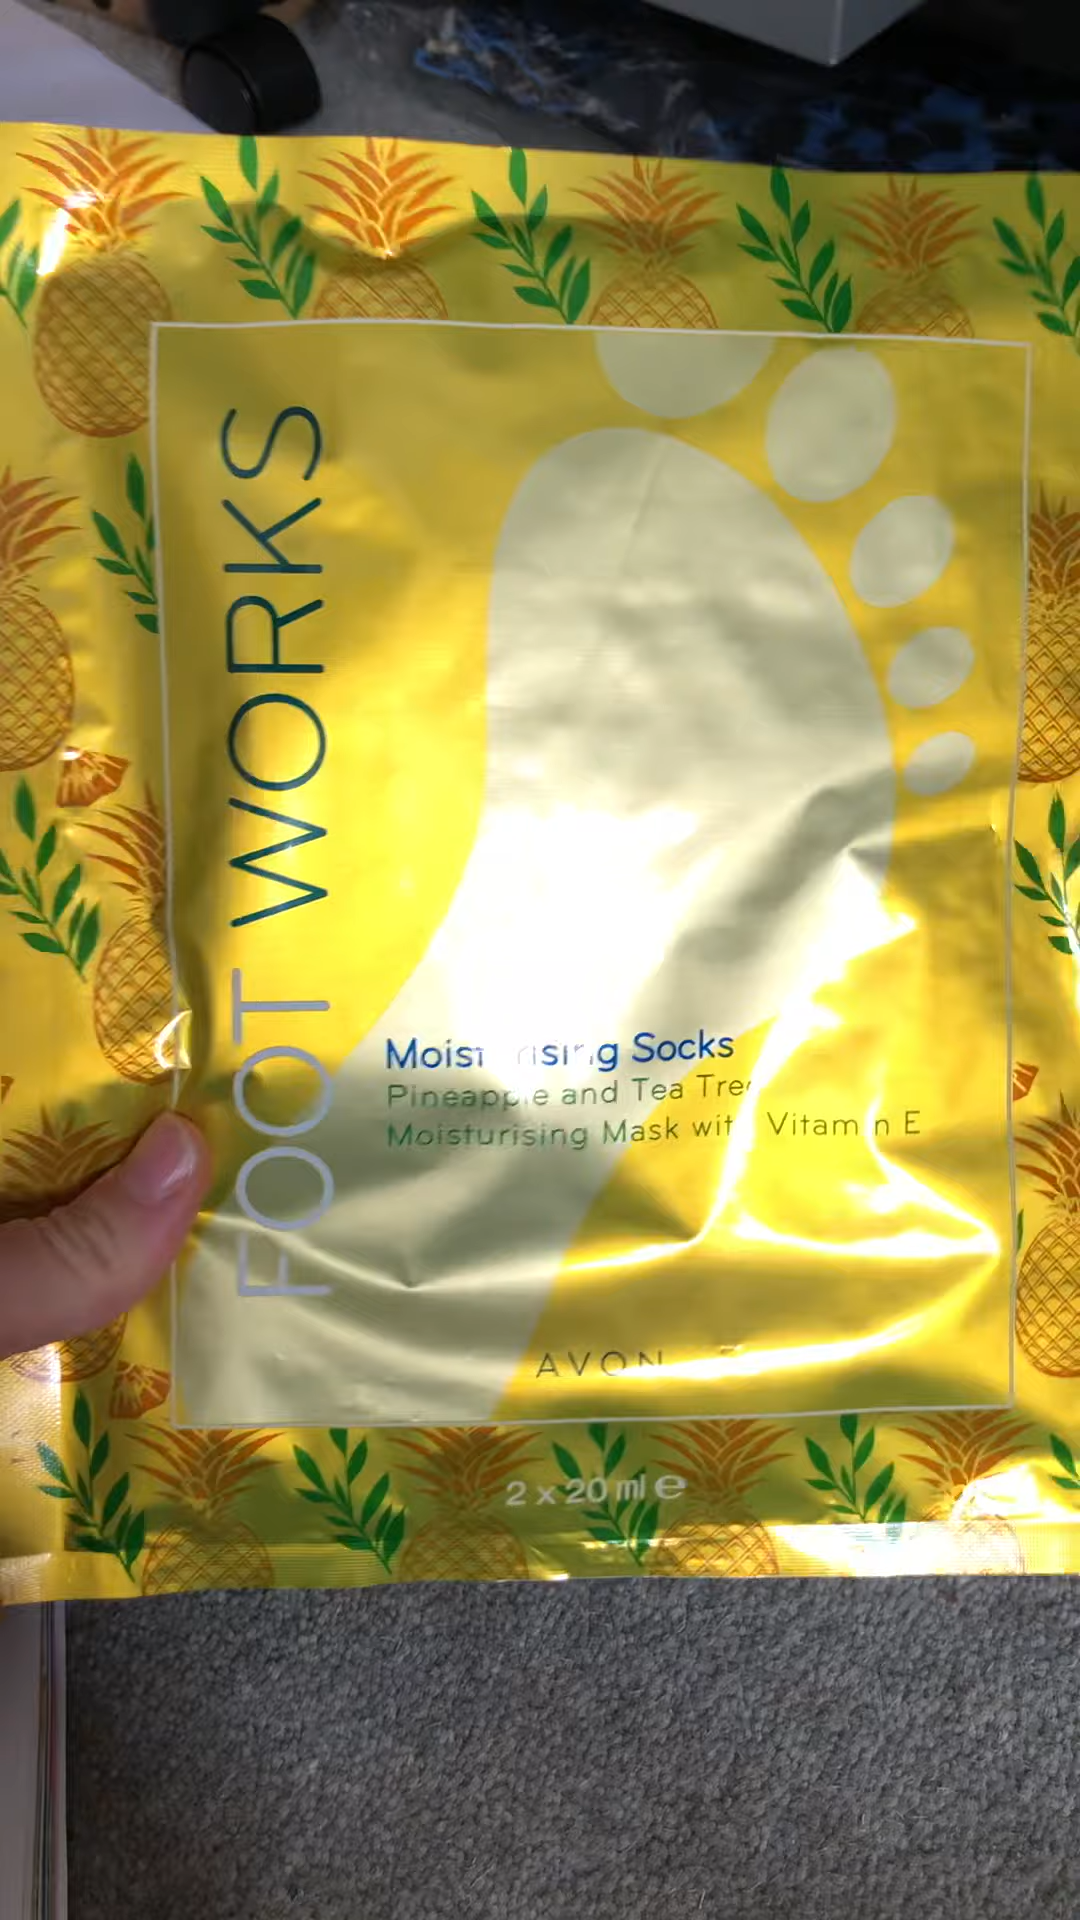 FOOT WORKS
Moisturising Socks
Pineapple and Tea Tree
Moisturising Mask with Vitamin E
AVON
2 x 20 ml e